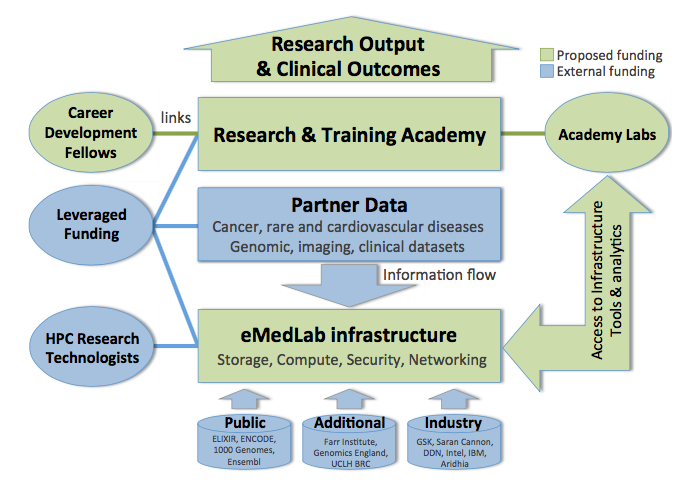 Research Output
& Clinical Outcomes
Proposed funding
External funding
Career
Development
Fellows
links
Research & Training Academy
Academy Labs
Leveraged
Funding
Partner Data
Cancer, rare and cardiovascular diseases
Genomic, imaging, clinical datasets
Information flow
Access to Infrastructure
Tools & analytics
HPC Research
Technologists
eMedLab infrastructure
Storage, Compute, Security, Networking
Public
ELIXIR, ENCODE,
1000 Genomes,
Ensembl
Additional
Farr Institute,
Genomics England,
UCLH BRC
Industry
GSK, Saran Cannon,
DDN, Intel, IBM,
Aridhia